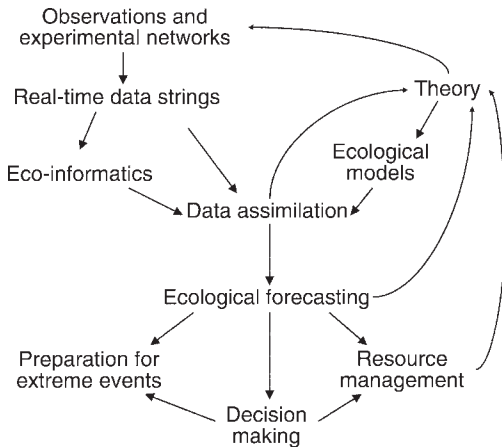 Observations and
experimental networks
Real-time data strings
Theory
Eco-informatics
Ecological
models
Data assimilation
Ecological forecasting
Preparation for
extreme events
Resource
management
Decision
making